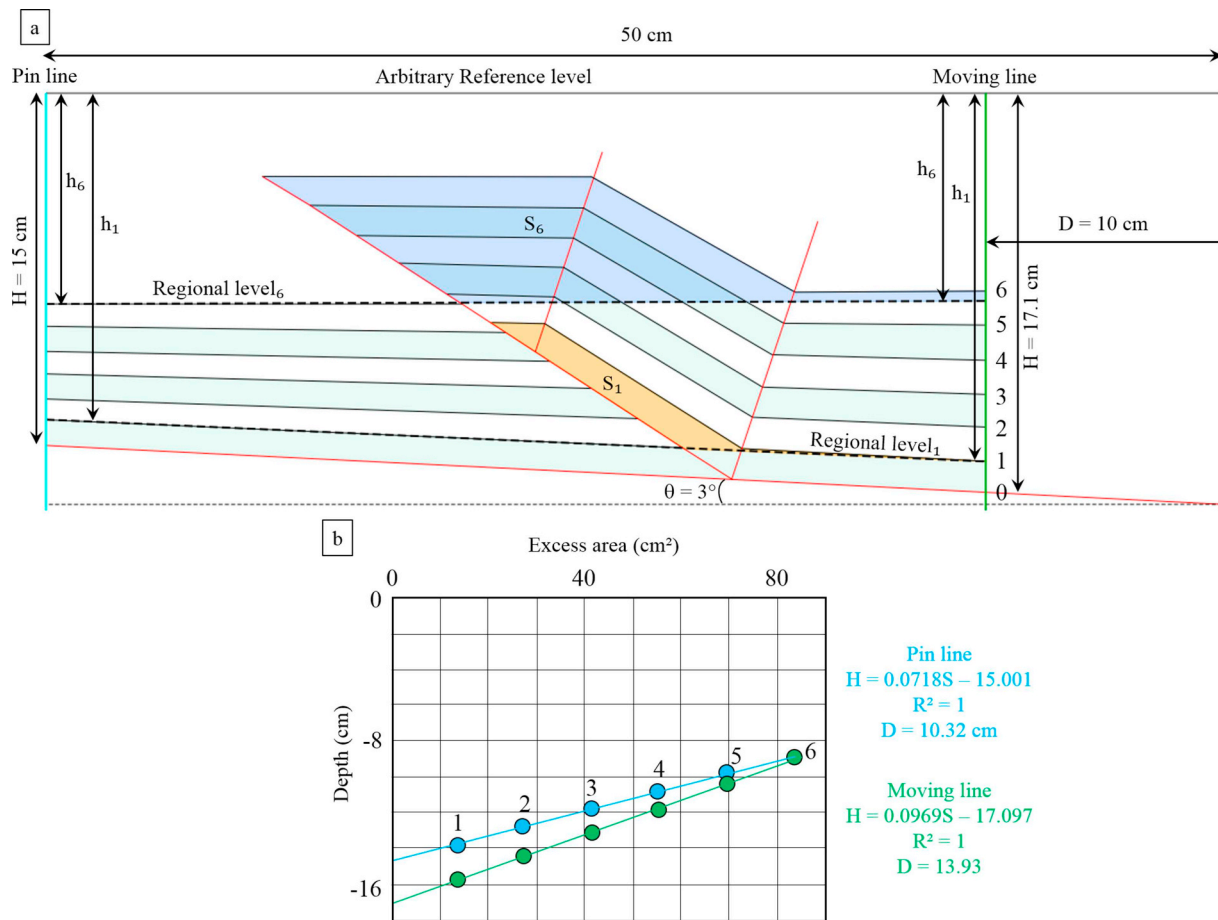 a
50 cm
Pin line
Arbitrary Reference level
Moving line
h₆
h₁
H = 15 cm
h₆
h₁
D = 10 cm
H = 17.1 cm
S₆
Regional level₆
S₁
Regional level₁
6
5
4
3
2
1
0
θ = 3°
b
Excess area (cm²)
0
40
80
0
-8
-16
Depth (cm)
1
2
3
4
5
6
Pin line
H = 0.0718S – 15.001
R² = 1
D = 10.32 cm
Moving line
H = 0.0969S – 17.097
R² = 1
D = 13.93